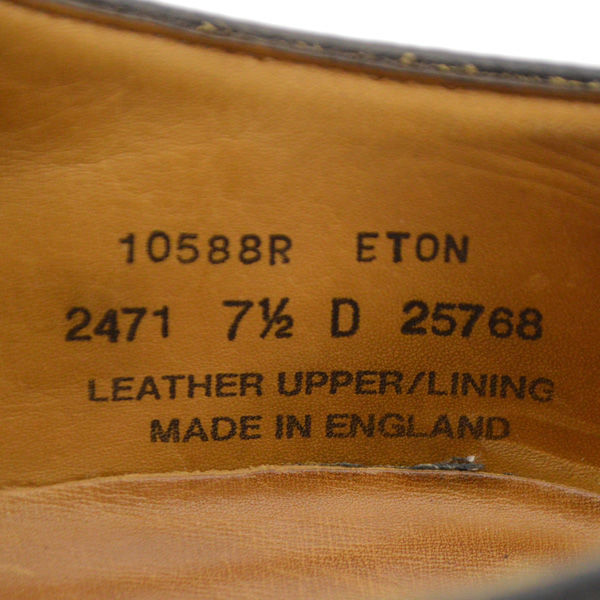 10588R ETON
2471 7½ D 25768
LEATHER UPPER/LINING
MADE IN ENGLAND